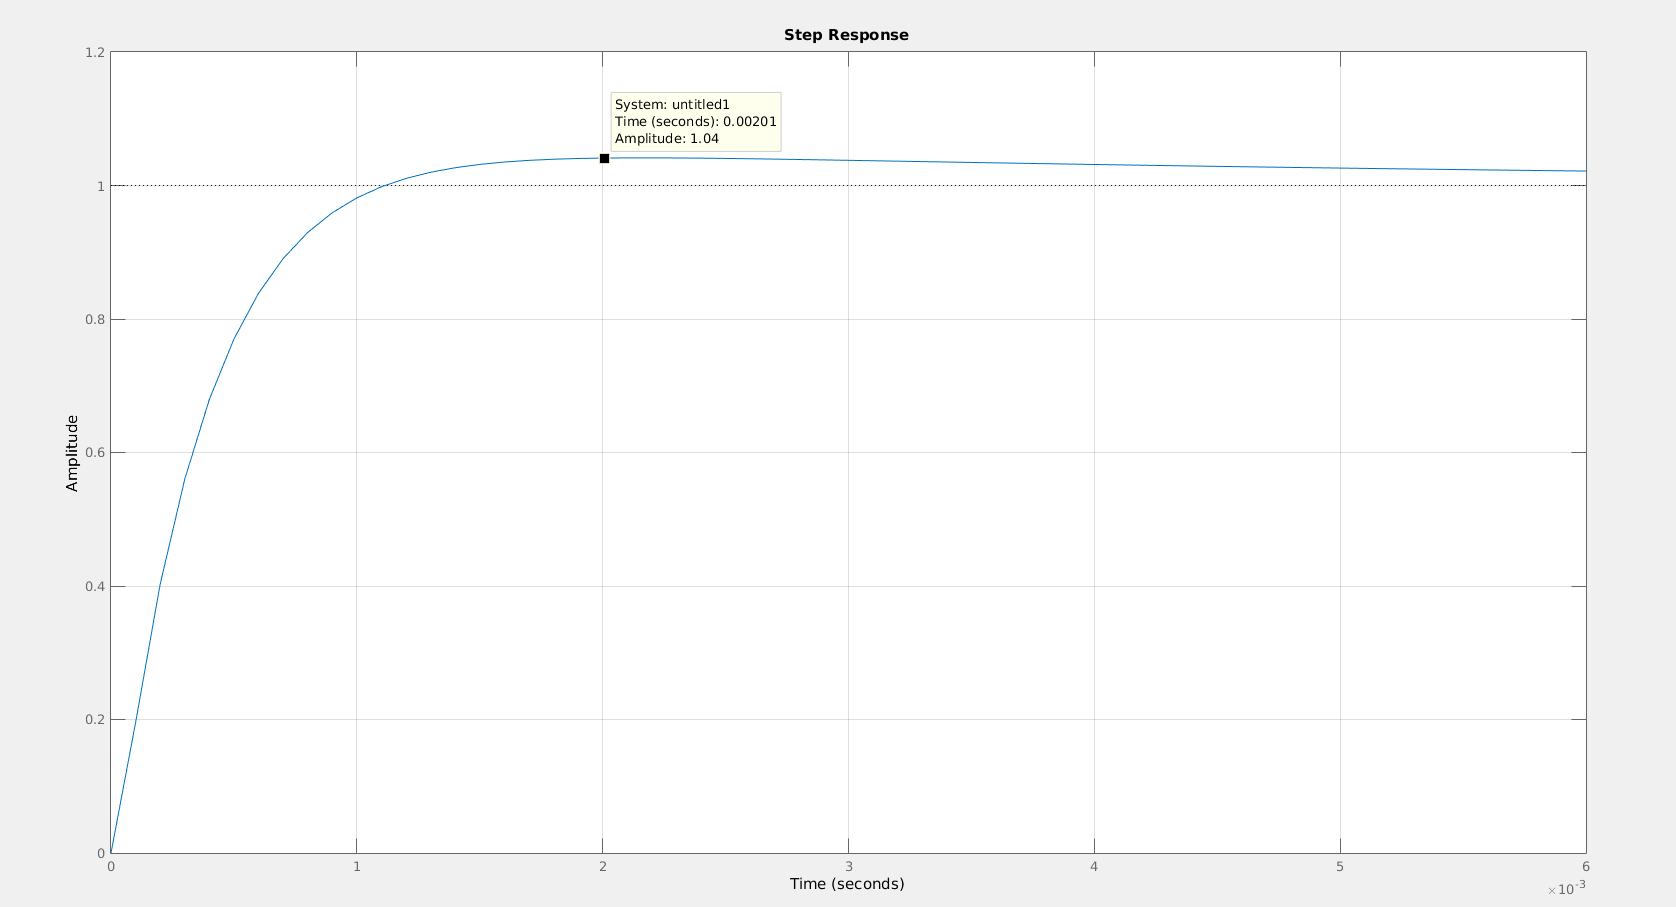 Step Response
1.2
1
0.8
0.6
0.4
0.2
0
System: untitled1
Time (seconds): 0.00201
Amplitude: 1.04
Amplitude
0 1 2 3 4 5 6
Time (seconds)
×10-3